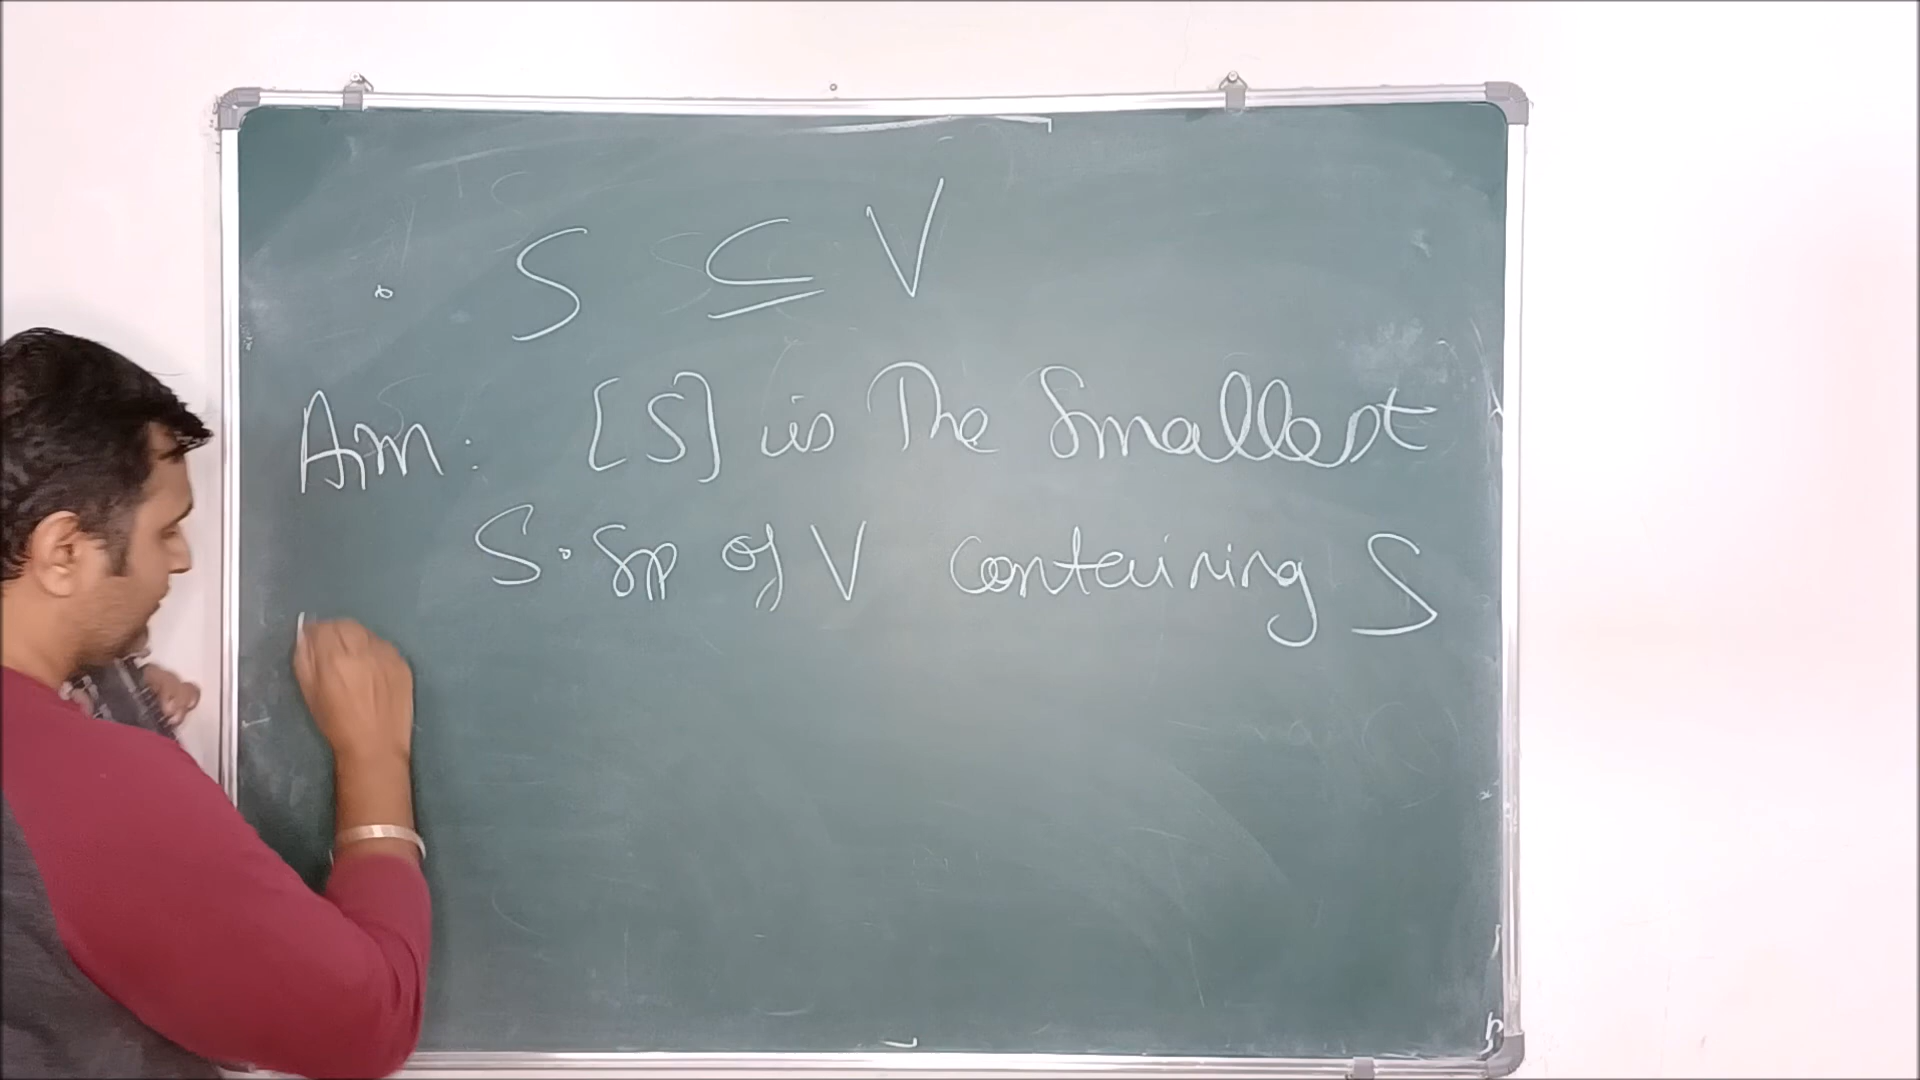 S ⊆ V
Aim: [S] is The Smallest
S.Sp of V containing S